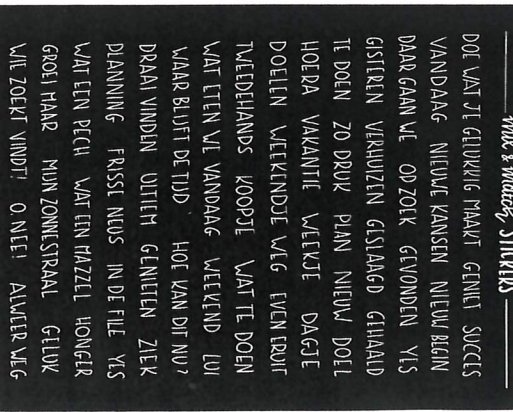 Mix & Match STICKERS
DOE WAT JE GELUKKIG MAAKT GENIET SUCCES
VANDAAG NIEUWE KANSEN NIEUW BEGIN
DAAR GAAN WE OP ZOEK GEVONDEN YES
GISTEREN VERHUIZEN GESLAAGD GEHAALD
TE DOEN ZO DRUK PLAN NIEUW DOEL
HOERA VAKANTIE WEEKJE DAGJE
DOELEN WEEKENDJE WEG EVEN ERUIT
TWEEDEHANDS KOOPJE WAT TE DOEN
WAT ETEN WE VANDAAG WEEKEND LUI
WAAR BLIJFT DE TIJD HOE KAN DIT NU?
DRAAI VINDEN ULTIEM GENIETEN ZIEK
PLANNING FRISSE NEUS IN DE FILE YES
WAT EEN PECH WAT EEN MAZZEL HONGER
GROEI MAAR MIJN ZONNESTRAAL GELUK
WIE ZOEKT VINDT! O NEE! ALWEER WEG